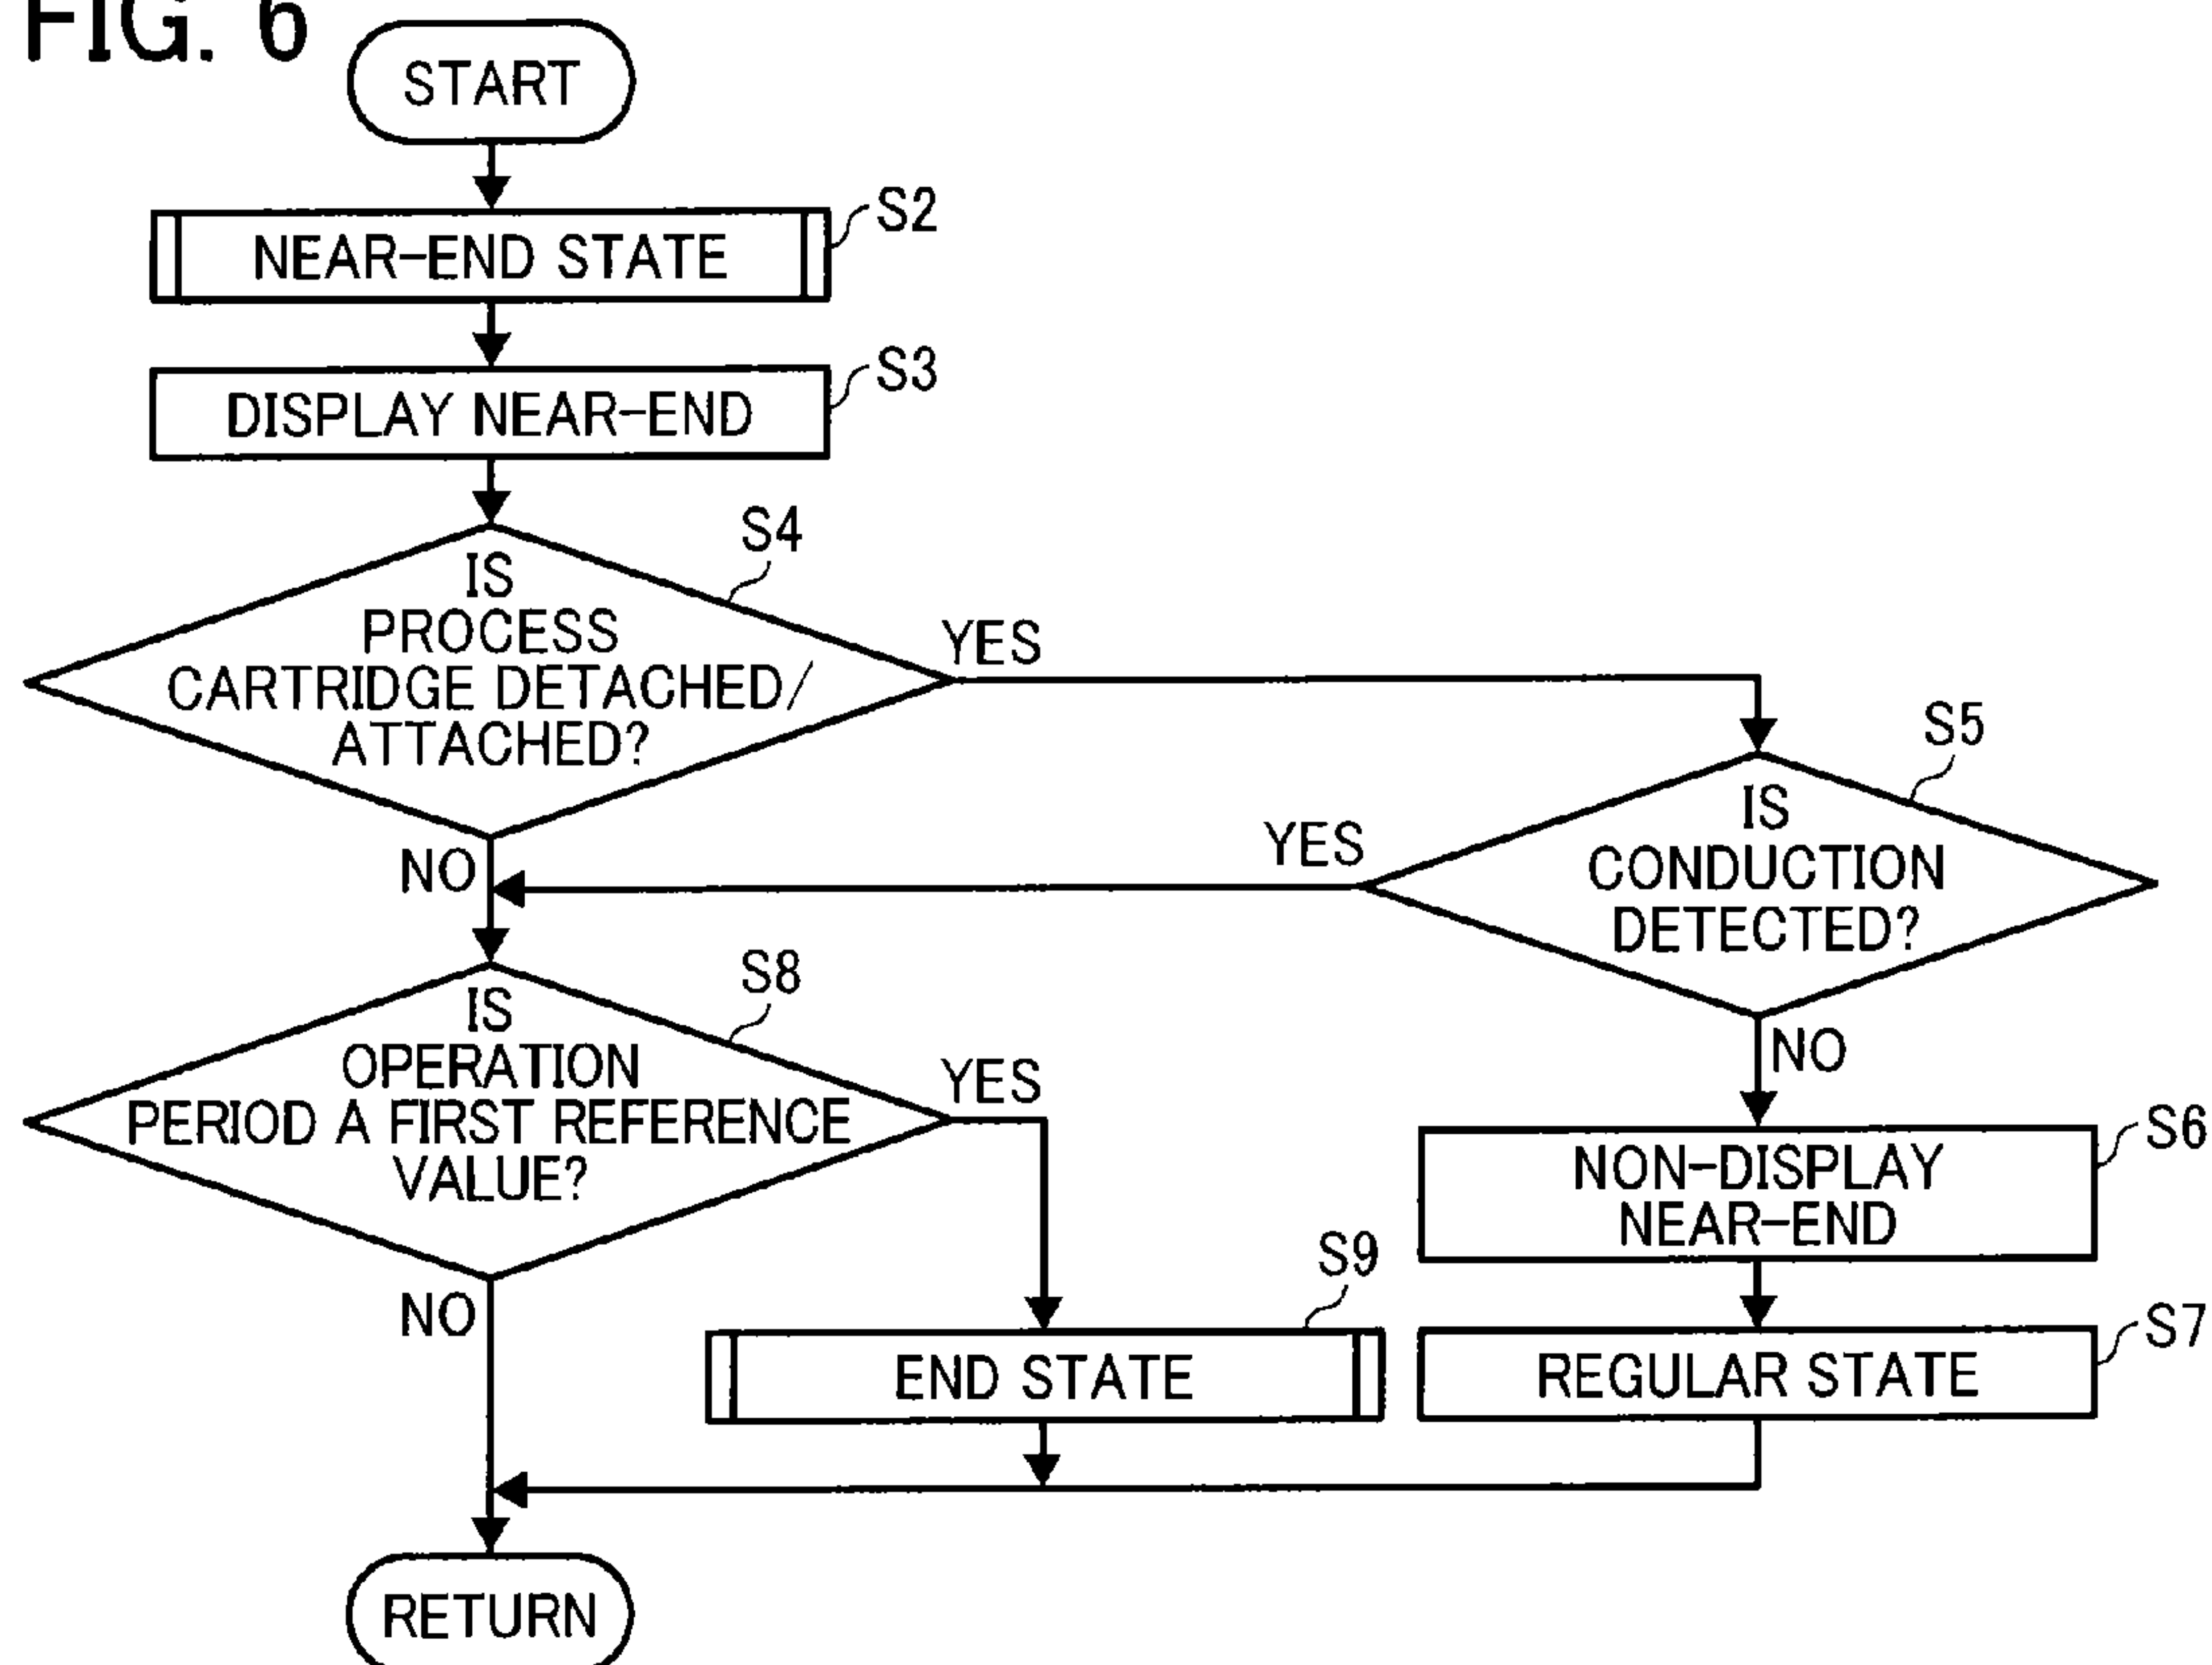 FIG. 6
START
NEAR-END STATE
S2
DISPLAY NEAR-END
S3
IS
PROCESS
CARTRIDGE DETACHED/
ATTACHED?
S4
YES
NO
IS
CONDUCTION
DETECTED?
S5
YES
NO
IS
OPERATION
PERIOD A FIRST REFERENCE
VALUE?
S8
YES
NO
NON-DISPLAY
NEAR-END
S6
END STATE
S9
REGULAR STATE
S7
RETURN